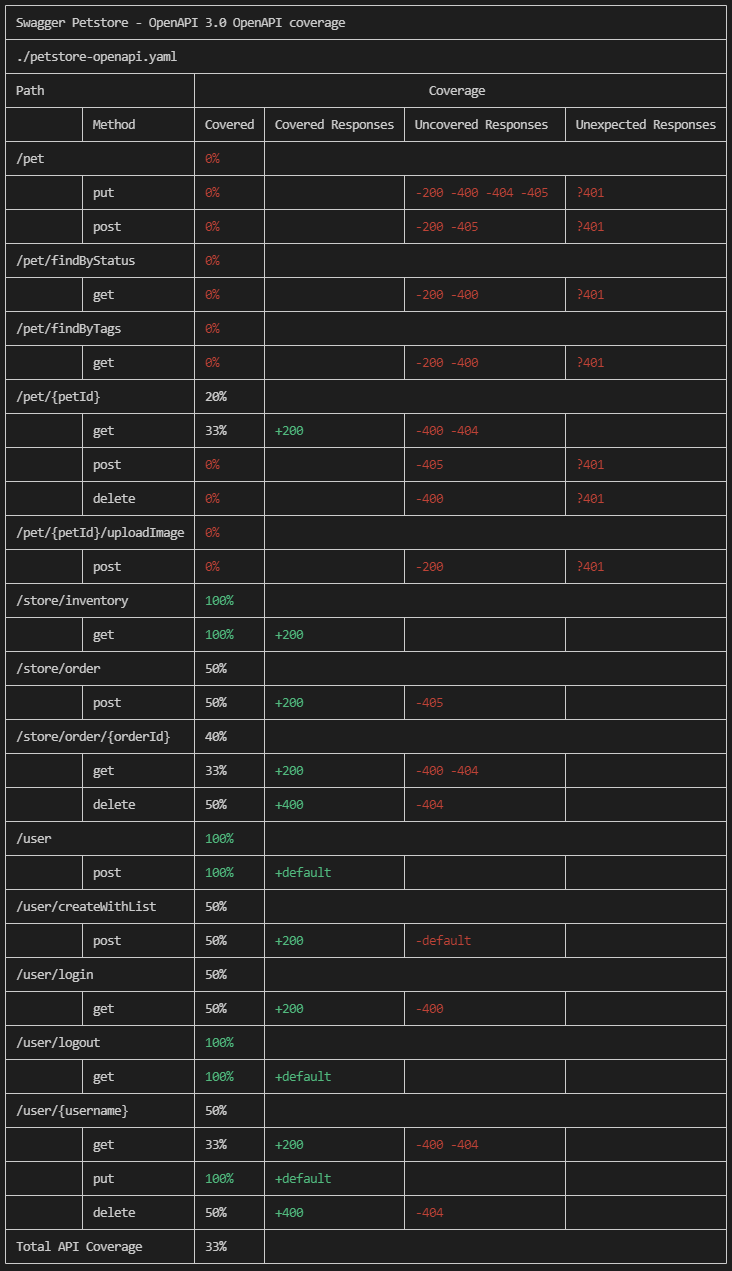 Swagger Petstore - OpenAPI 3.0 OpenAPI coverage
./petstore-openapi.yaml
Path Coverage
Method Covered Covered Responses Uncovered Responses Unexpected Responses
/pet 0%
put 0% -200 -400 -404 -405 ?401
post 0% -200 -405 ?401
/pet/findByStatus 0%
get 0% -200 -400 ?401
/pet/findByTags 0%
get 0% -200 -400 ?401
/pet/{petId} 20%
get 33% +200 -400 -404
post 0% -405 ?401
delete 0% -400 ?401
/pet/{petId}/uploadImage 0%
post 0% -200 ?401
/store/inventory 100%
get 100% +200
/store/order 50%
post 50% +200 -405
/store/order/{orderId} 40%
get 33% +200 -400 -404
delete 50% +400 -404
/user 100%
post 100% +default
/user/createWithList 50%
post 50% +200 -default
/user/login 50%
get 50% +200 -400
/user/logout 100%
get 100% +default
/user/{username} 50%
get 33% +200 -400 -404
put 100% +default
delete 50% +400 -404
Total API Coverage 33%